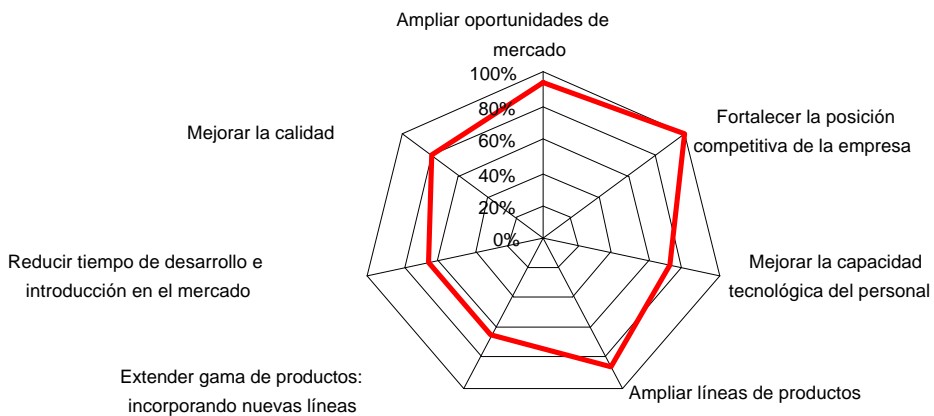 Ampliar oportunidades de
mercado
100%
80%
60%
40%
20%
0%
Fortalecer la posición
competitiva de la empresa
Mejorar la capacidad
tecnológica del personal
Ampliar líneas de productos
Extender gama de productos:
incorporando nuevas líneas
Reducir tiempo de desarrollo e
introducción en el mercado
Mejorar la calidad